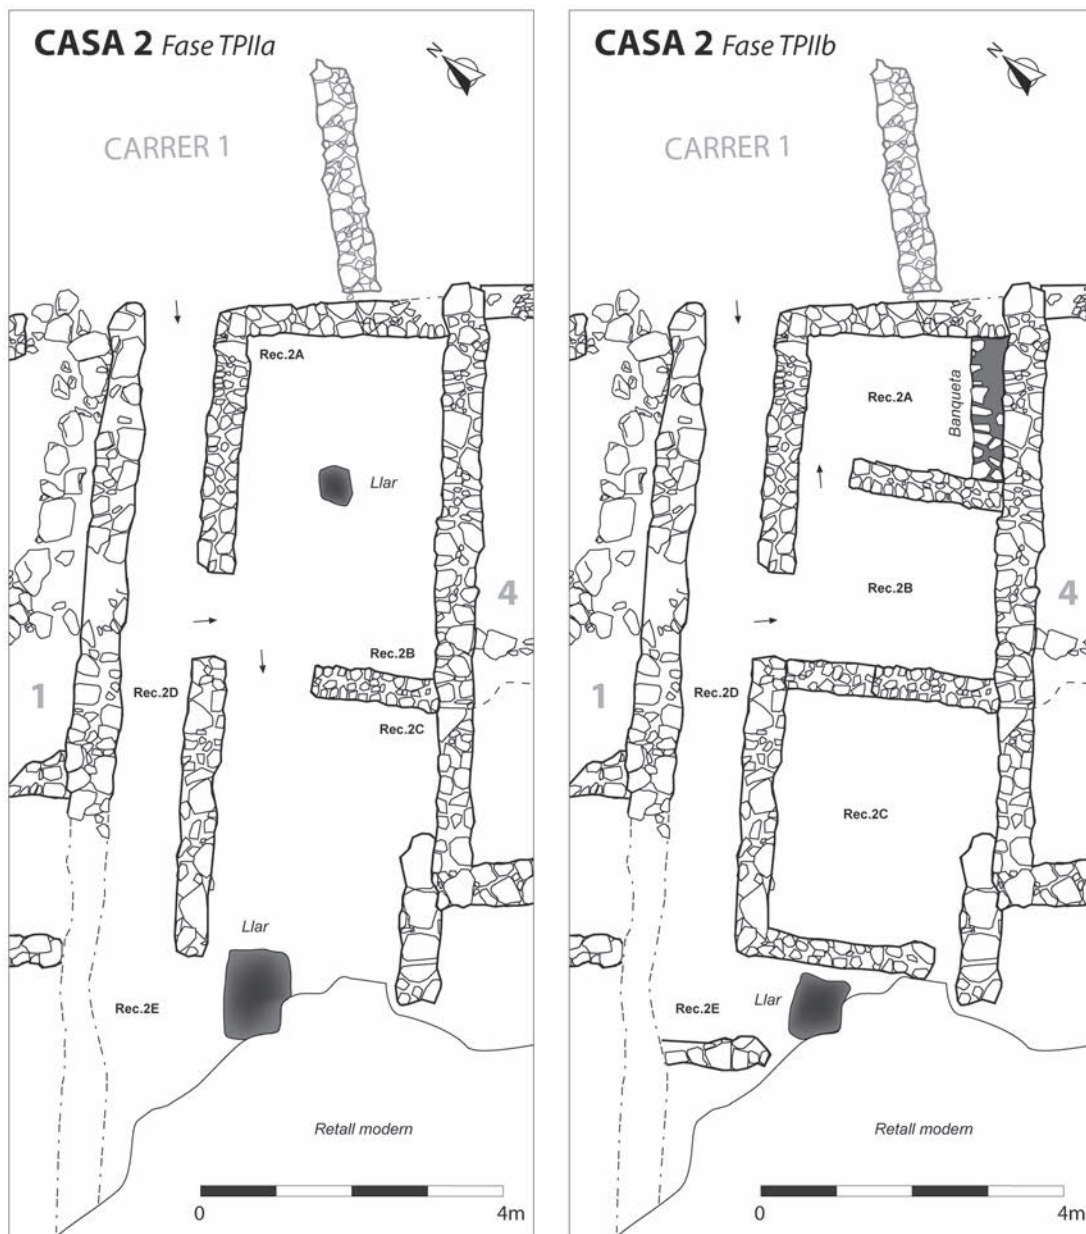 CASA 2 Fase TPIIa
N
CARRER 1
Rec.2A
Llar
4
Rec.2B
1
Rec.2D
Rec.2C
Llar
Rec.2E
Retall modern
0 4m
CASA 2 Fase TPIIb
N
CARRER 1
Rec.2A
Banqueta
4
Rec.2B
1
Rec.2D
Rec.2C
Llar
Rec.2E
Retall modern
0 4m